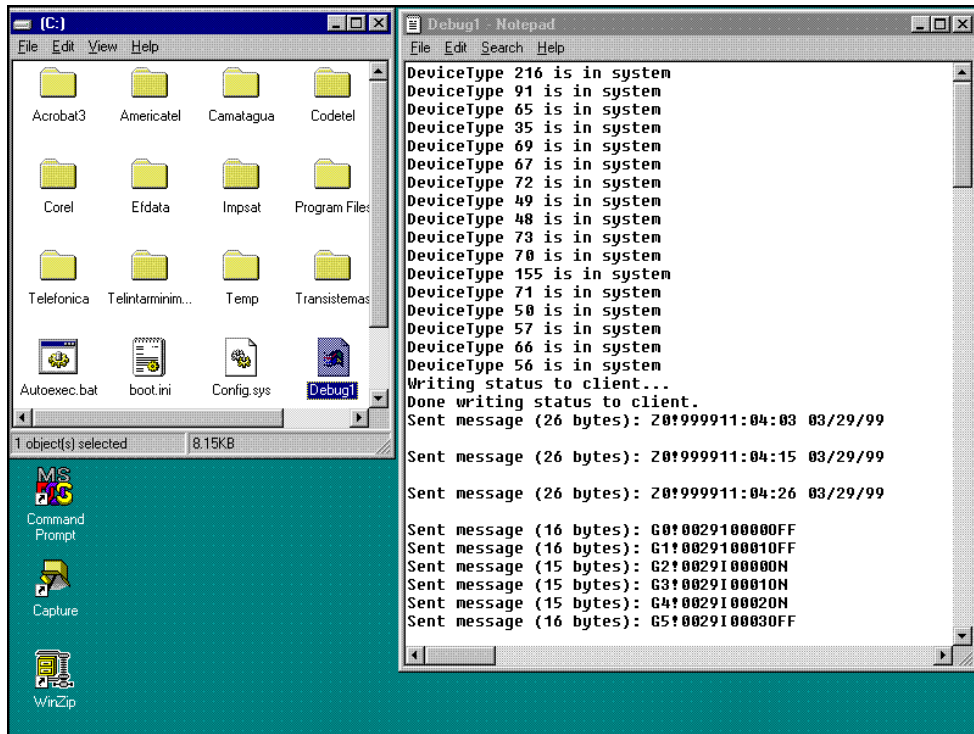 (C:)
File Edit View Help
Acrobat3 Americatel Camatagua Codetel
Corel Efdata Impsat Program Files
Telefonica Telintarminim... Temp Transistemas
Autoexec.bat boot.ini Config.sys Debug1
1 object(s) selected 8.15KB
MS
Command
Prompt
Capture
WinZip
Debug1 - Notepad
File Edit Search Help
DeviceType 216 is in system
DeviceType 91 is in system
DeviceType 65 is in system
DeviceType 35 is in system
DeviceType 69 is in system
DeviceType 67 is in system
DeviceType 72 is in system
DeviceType 49 is in system
DeviceType 48 is in system
DeviceType 73 is in system
DeviceType 70 is in system
DeviceType 155 is in system
DeviceType 71 is in system
DeviceType 50 is in system
DeviceType 57 is in system
DeviceType 66 is in system
DeviceType 56 is in system
Writing status to client...
Done writing status to client.
Sent message (26 bytes): Z0!999911:04:03 03/29/99
Sent message (26 bytes): Z0!999911:04:15 03/29/99
Sent message (26 bytes): Z0!999911:04:26 03/29/99
Sent message (16 bytes): G0!0029I0000OFF
Sent message (16 bytes): G1!0029I0001OFF
Sent message (15 bytes): G2!0029I0000ON
Sent message (15 bytes): G3!0029I0001ON
Sent message (15 bytes): G4!0029I0002ON
Sent message (16 bytes): G5!0029I0003OFF